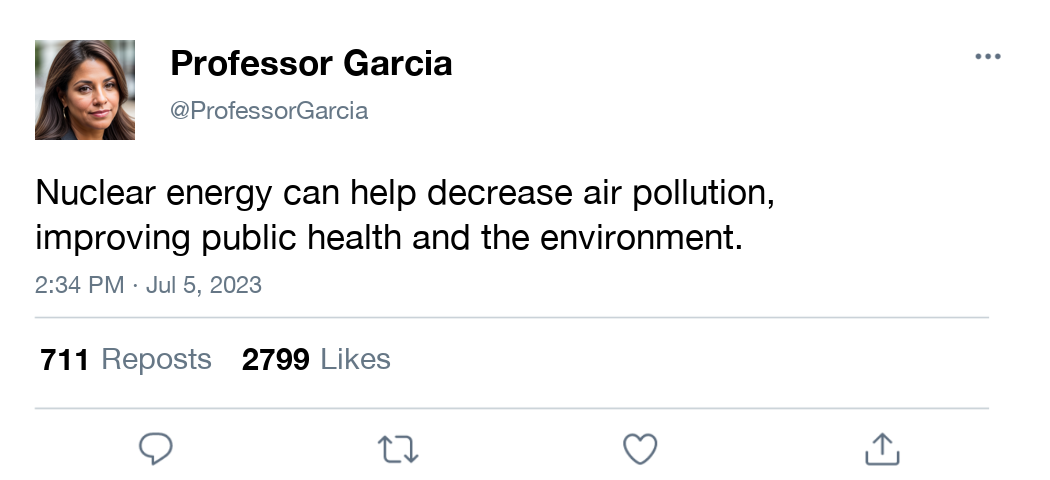 Professor Garcia
@ProfessorGarcia
Nuclear energy can help decrease air pollution,
improving public health and the environment.
2:34 PM · Jul 5, 2023
711 Reposts 2799 Likes